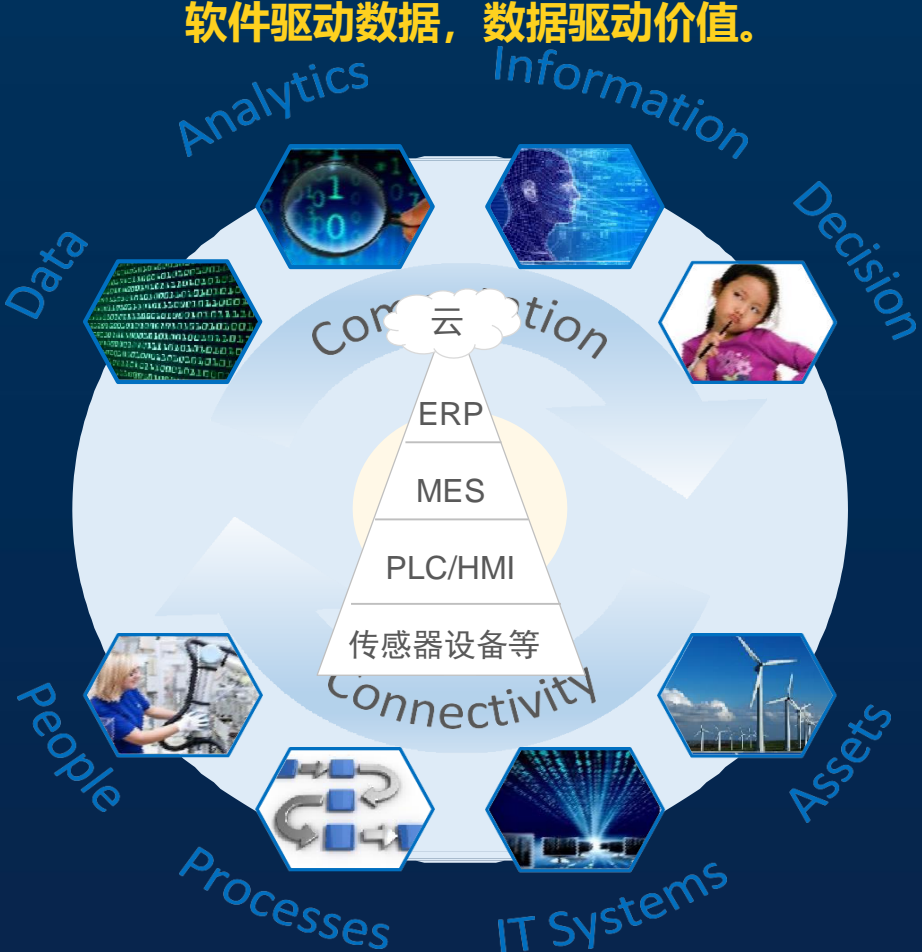 软件驱动数据，数据驱动价值。
Analytics
Information
Data
Decision
云
ERP
MES
PLC/HMI
传感器设备等
Connectivity
People
Assets
Processes
IT Systems